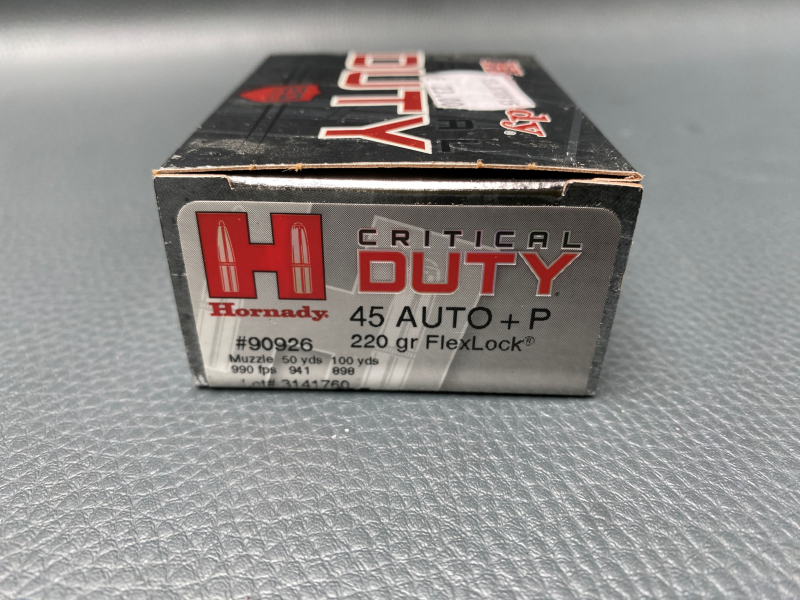 DUTY
CRITICAL
DUTY
H
Hornady.
45 AUTO + P
#90926
220 gr FlexLock®
Muzzle 50 yds 100 yds
990 fps 941 898
Lot# 3141760